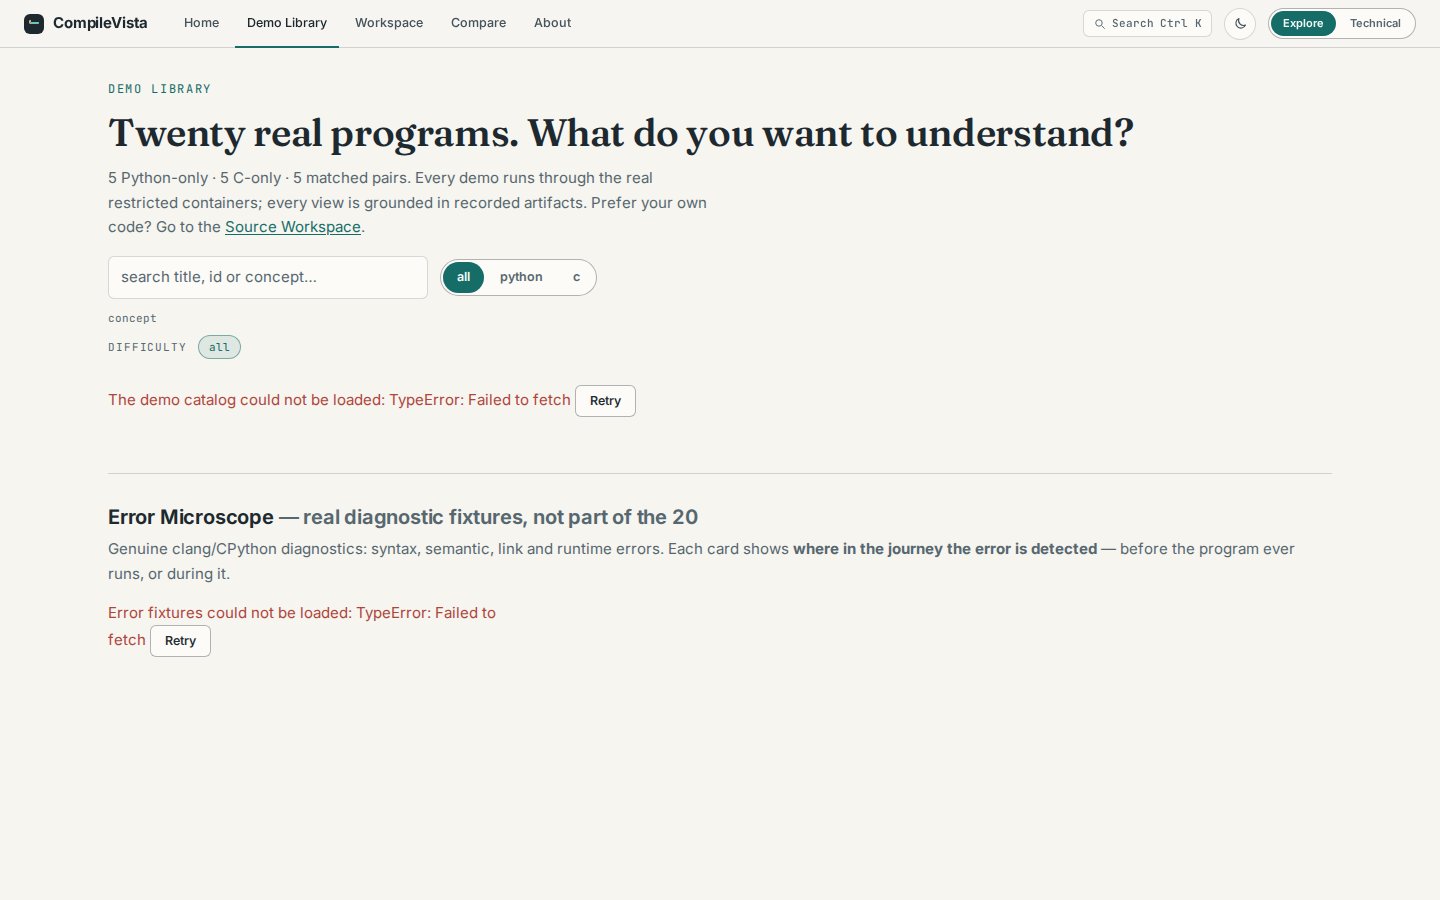 CompileVista Home Demo Library Workspace Compare About Search Ctrl K Explore Technical
DEMO LIBRARY
Twenty real programs. What do you want to understand?
5 Python-only · 5 C-only · 5 matched pairs. Every demo runs through the real
restricted containers; every view is grounded in recorded artifacts. Prefer your own
code? Go to the Source Workspace.
search title, id or concept… all python c
concept
DIFFICULTY all
The demo catalog could not be loaded: TypeError: Failed to fetch Retry
Error Microscope — real diagnostic fixtures, not part of the 20
Genuine clang/CPython diagnostics: syntax, semantic, link and runtime errors. Each card shows where in the journey the error is detected — before the program ever
runs, or during it.
Error fixtures could not be loaded: TypeError: Failed to
fetch Retry